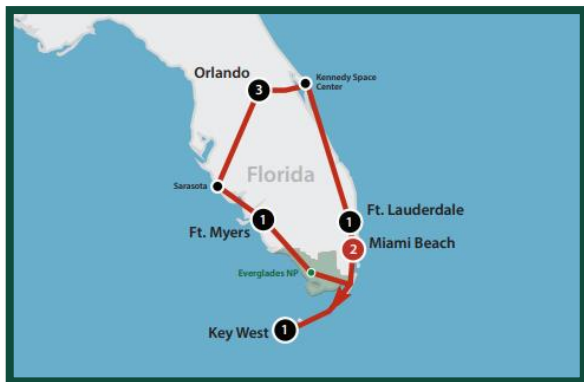 Orlando
3
Kennedy Space
Center
Florida
Sarasota
1
Ft. Myers
Ft. Lauderdale
1
2
Miami Beach
Everglades NP
Key West
1